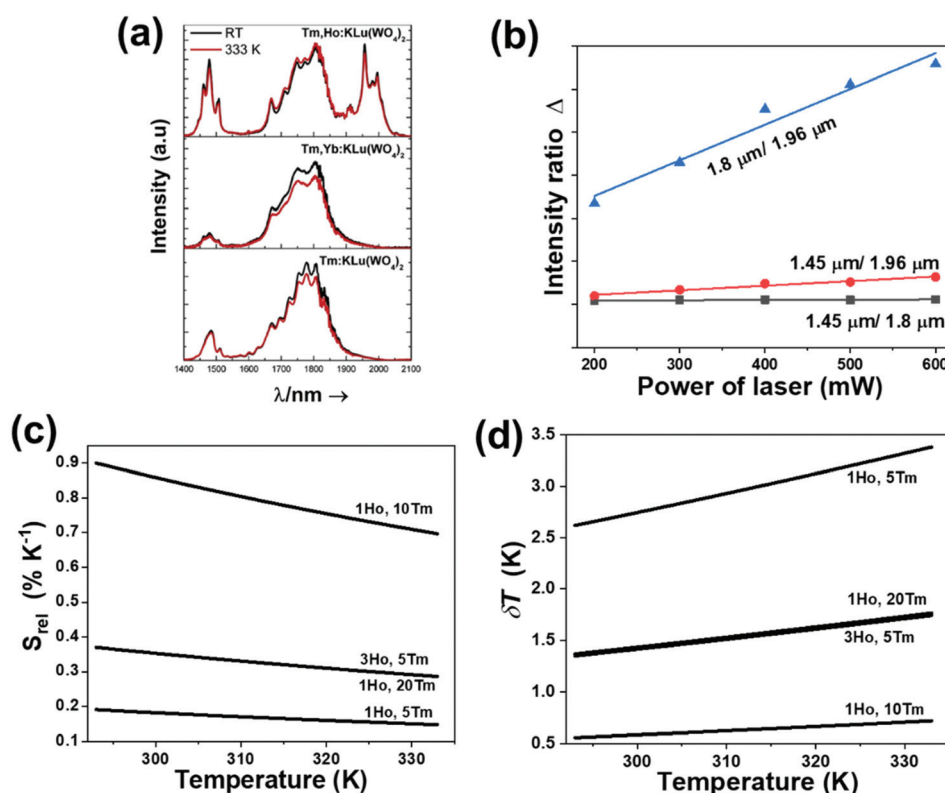 (a)
RT
333 K
Tm,Ho:KLu(WO₄)₂
Tm,Yb:KLu(WO₄)₂
Tm:KLu(WO₄)₂
Intensity (a.u)
1400 1500 1600 1700 1800 1900 2000 2100
λ/nm →
(b)
Intensity ratio Δ
1.8 μm/ 1.96 μm
1.45 μm/ 1.96 μm
1.45 μm/ 1.8 μm
200 300 400 500 600
Power of laser (mW)
(c)
S_rel (% K⁻¹)
0.9
0.8
0.7
0.6
0.5
0.4
0.3
0.2
0.1
1Ho, 10Tm
3Ho, 5Tm
1Ho, 20Tm
1Ho, 5Tm
300 310 320 330
Temperature (K)
(d)
δT (K)
3.5
3.0
2.5
2.0
1.5
1.0
0.5
1Ho, 5Tm
1Ho, 20Tm
3Ho, 5Tm
1Ho, 10Tm
300 310 320 330
Temperature (K)